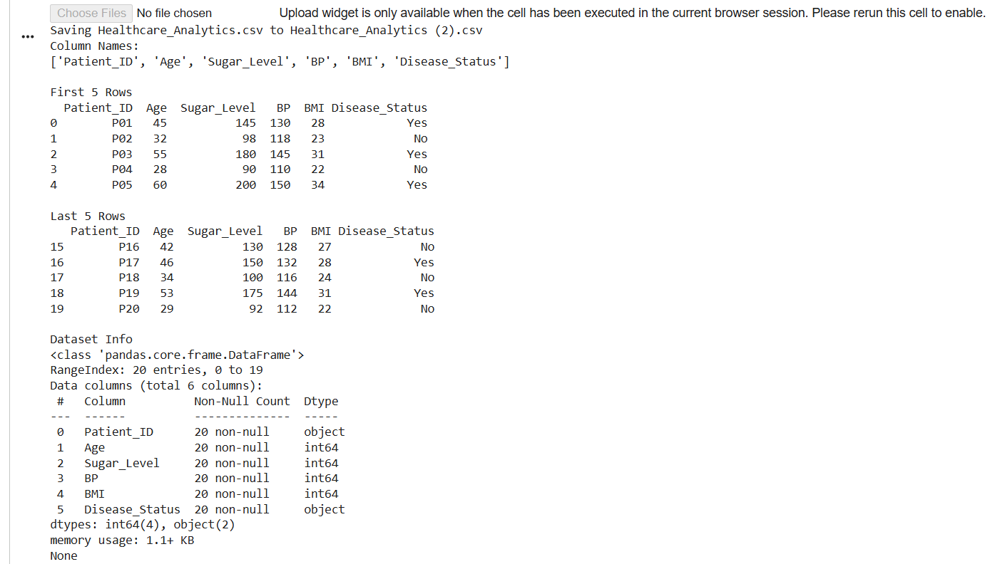 Choose Files No file chosen Upload widget is only available when the cell has been executed in the current browser session. Please rerun this cell to enable.
Saving Healthcare_Analytics.csv to Healthcare_Analytics (2).csv
Column Names:
['Patient_ID', 'Age', 'Sugar_Level', 'BP', 'BMI', 'Disease_Status']

First 5 Rows
  Patient_ID  Age  Sugar_Level   BP  BMI Disease_Status
0        P01   45          145  130   28            Yes
1        P02   32           98  118   23             No
2        P03   55          180  145   31            Yes
3        P04   28           90  110   22             No
4        P05   60          200  150   34            Yes

Last 5 Rows
   Patient_ID  Age  Sugar_Level   BP  BMI Disease_Status
15        P16   42          130  128   27             No
16        P17   46          150  132   28            Yes
17        P18   34          100  116   24             No
18        P19   53          175  144   31            Yes
19        P20   29           92  112   22             No

Dataset Info
<class 'pandas.core.frame.DataFrame'>
RangeIndex: 20 entries, 0 to 19
Data columns (total 6 columns):
 #   Column          Non-Null Count  Dtype
---  ------          --------------  -----
 0   Patient_ID      20 non-null     object
 1   Age             20 non-null     int64
 2   Sugar_Level     20 non-null     int64
 3   BP              20 non-null     int64
 4   BMI             20 non-null     int64
 5   Disease_Status  20 non-null     object
dtypes: int64(4), object(2)
memory usage: 1.1+ KB
None